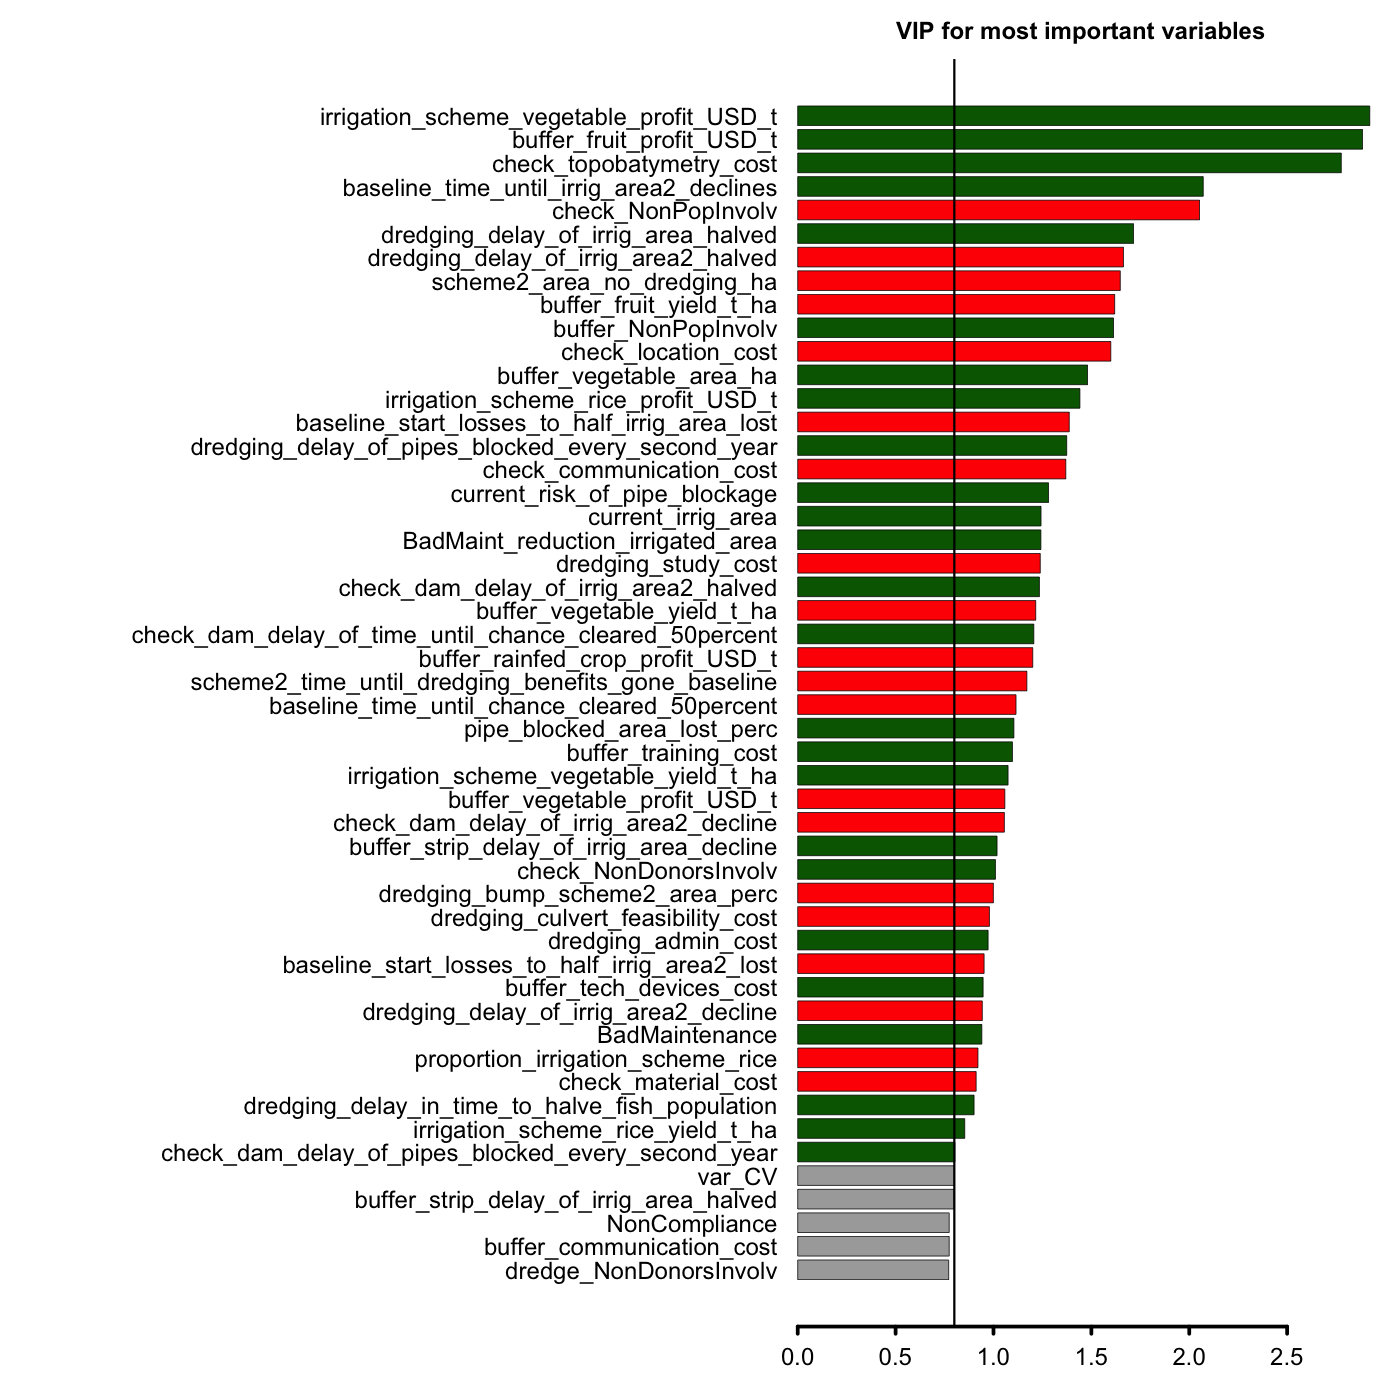 VIP for most important variables
irrigation_scheme_vegetable_profit_USD_t
buffer_fruit_profit_USD_t
check_topobatymetry_cost
baseline_time_until_irrig_area2_declines
check_NonPopInvolv
dredging_delay_of_irrig_area_halved
dredging_delay_of_irrig_area2_halved
scheme2_area_no_dredging_ha
buffer_fruit_yield_t_ha
buffer_NonPopInvolv
check_location_cost
buffer_vegetable_area_ha
irrigation_scheme_rice_profit_USD_t
baseline_start_losses_to_half_irrig_area_lost
dredging_delay_of_pipes_blocked_every_second_year
check_communication_cost
current_risk_of_pipe_blockage
current_irrig_area
BadMaint_reduction_irrigated_area
dredging_study_cost
check_dam_delay_of_irrig_area2_halved
buffer_vegetable_yield_t_ha
check_dam_delay_of_time_until_chance_cleared_50percent
buffer_rainfed_crop_profit_USD_t
scheme2_time_until_dredging_benefits_gone_baseline
baseline_time_until_chance_cleared_50percent
pipe_blocked_area_lost_perc
buffer_training_cost
irrigation_scheme_vegetable_yield_t_ha
buffer_vegetable_profit_USD_t
check_dam_delay_of_irrig_area2_decline
buffer_strip_delay_of_irrig_area_decline
check_NonDonorsInvolv
dredging_bump_scheme2_area_perc
dredging_culvert_feasibility_cost
dredging_admin_cost
baseline_start_losses_to_half_irrig_area2_lost
buffer_tech_devices_cost
dredging_delay_of_irrig_area2_decline
BadMaintenance
proportion_irrigation_scheme_rice
check_material_cost
dredging_delay_in_time_to_halve_fish_population
irrigation_scheme_rice_yield_t_ha
check_dam_delay_of_pipes_blocked_every_second_year
var_CV
buffer_strip_delay_of_irrig_area_halved
NonCompliance
buffer_communication_cost
dredge_NonDonorsInvolv
0.0 0.5 1.0 1.5 2.0 2.5